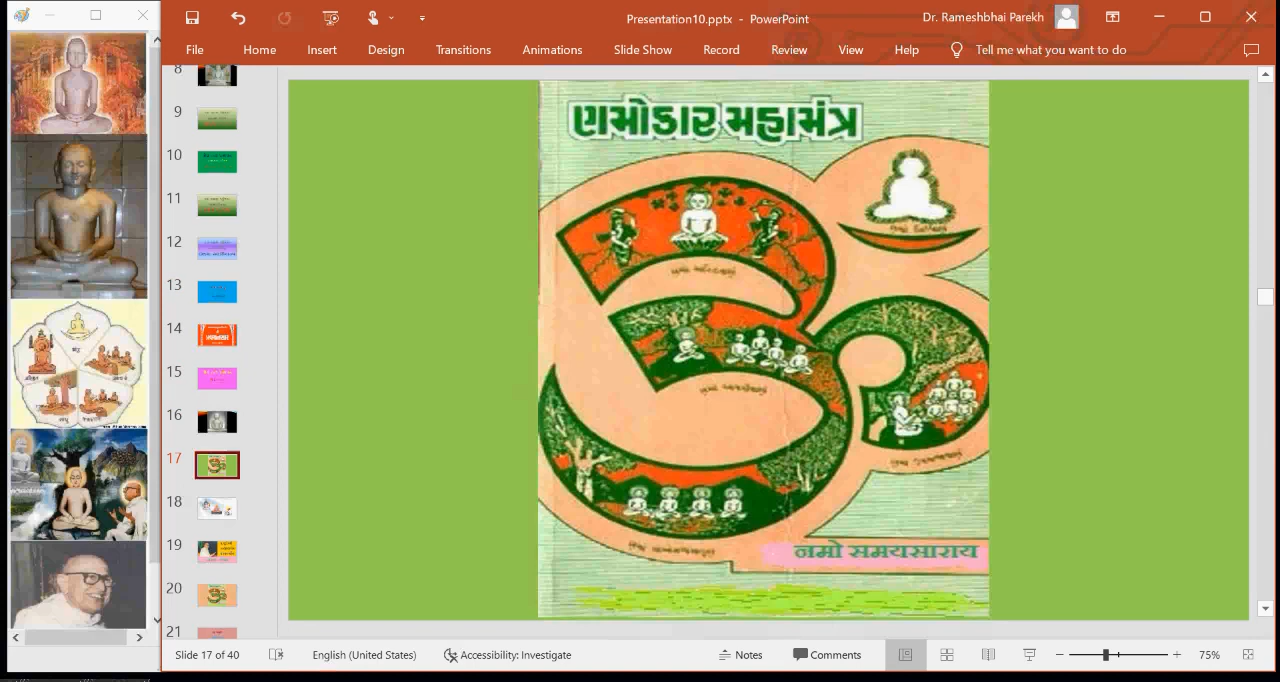 Presentation10.pptx - PowerPoint
Dr. Rameshbhai Parekh
File Home Insert Design Transitions Animations Slide Show Record Review View Help Tell me what you want to do
8
9
10
11
12
13
14
15
16
17
18
19
20
21
ણમોકાર મહામંત્ર
नमो समयसाराय
Slide 17 of 40 English (United States) Accessibility: Investigate Notes Comments 75%